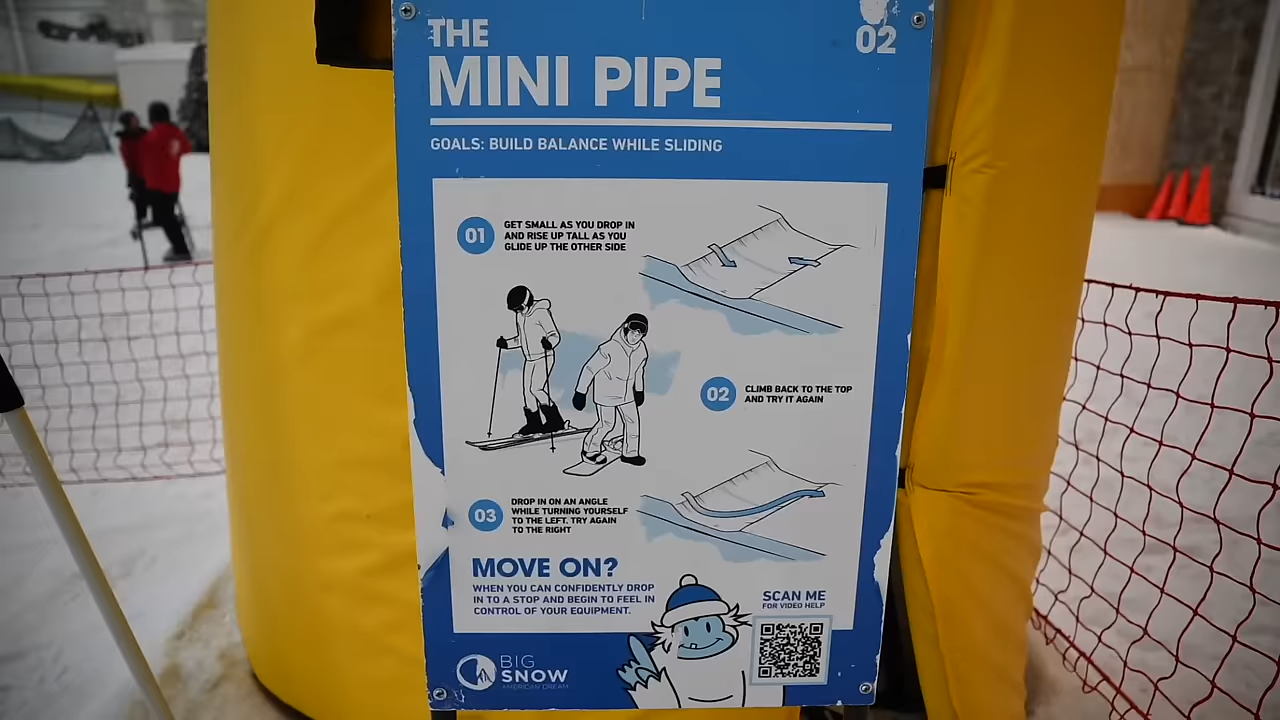 THE
02
MINI PIPE
GOALS: BUILD BALANCE WHILE SLIDING
01
GET SMALL AS YOU DROP IN
AND RISE UP TALL AS YOU
GLIDE UP THE OTHER SIDE
02
CLIMB BACK TO THE TOP
AND TRY IT AGAIN
03
DROP IN ON AN ANGLE
WHILE TURNING YOURSELF
TO THE LEFT. TRY AGAIN
TO THE RIGHT
MOVE ON?
WHEN YOU CAN CONFIDENTLY DROP
IN TO A STOP AND BEGIN TO FEEL IN
CONTROL OF YOUR EQUIPMENT.
SCAN ME
FOR VIDEO HELP
BIG
SNOW
AMERICAN DREAM